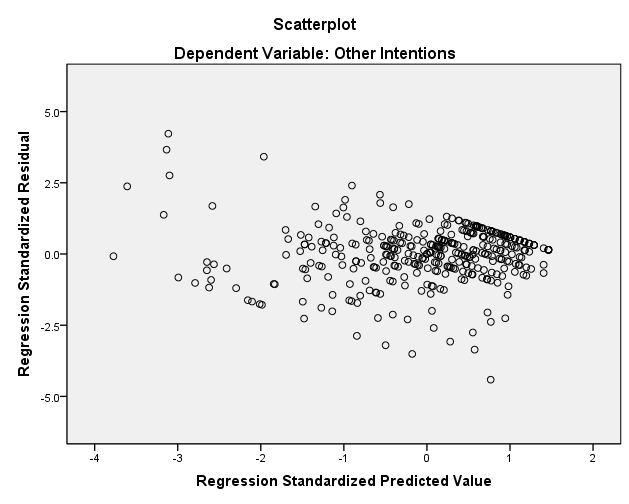 Scatterplot
Dependent Variable: Other Intentions
Regression Standardized Residual
5.0
2.5
0.0
-2.5
-5.0
-4 -3 -2 -1 0 1 2
Regression Standardized Predicted Value